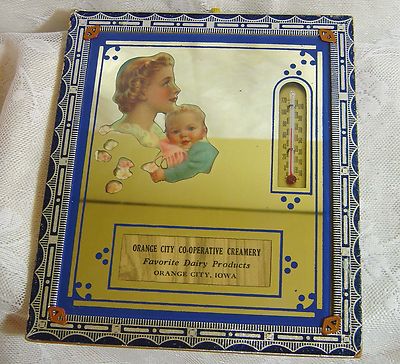 ORANGE CITY CO-OPERATIVE CREAMERY
Favorite Dairy Products
ORANGE CITY, IOWA